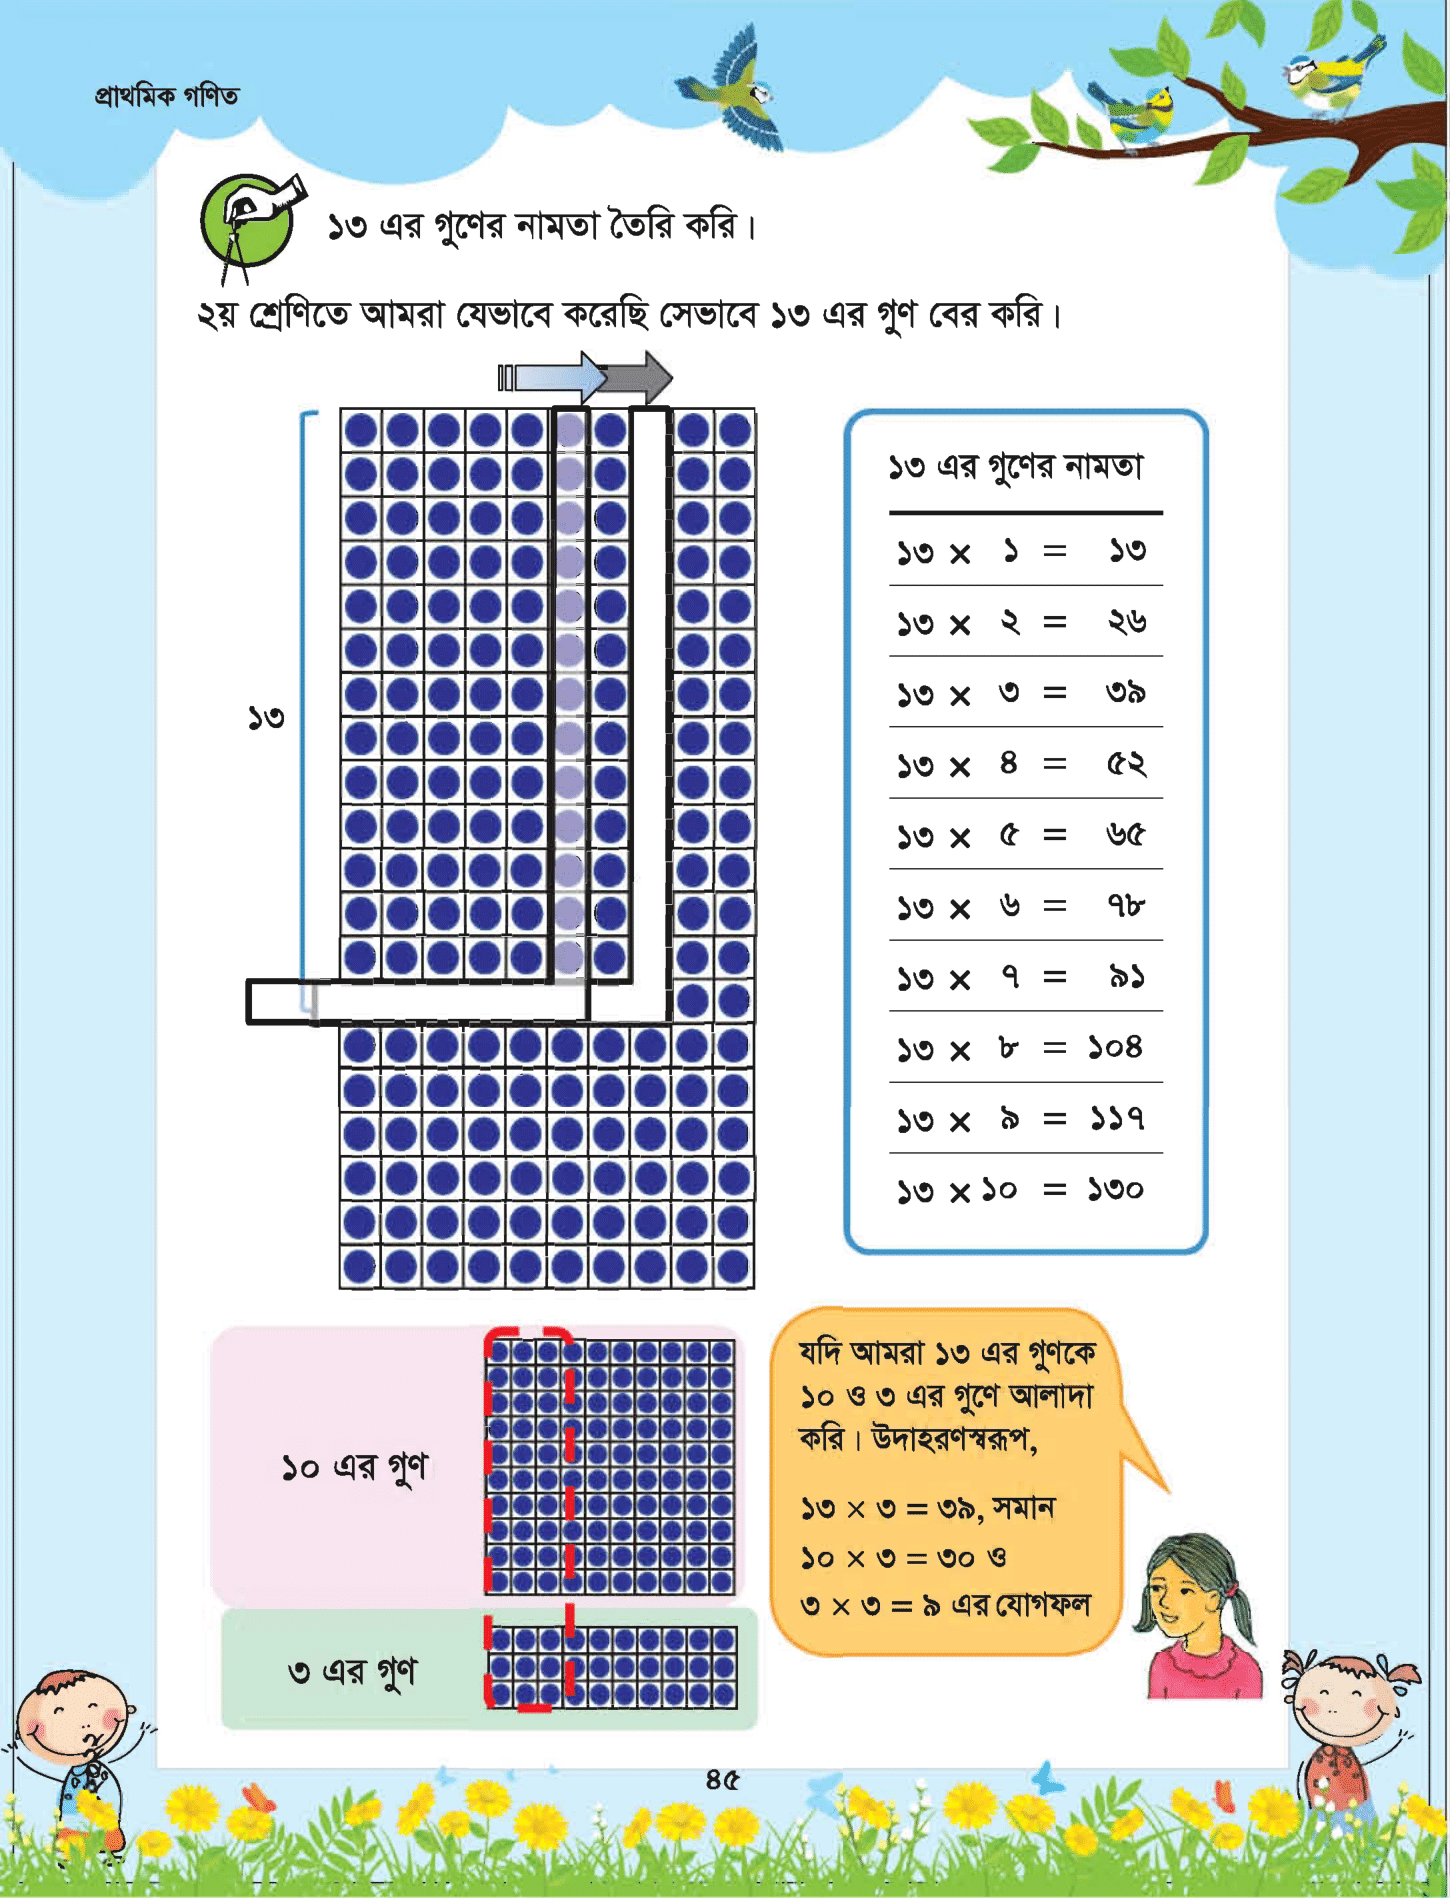 প্রাথমিক গণিত
১৩ এর গুণের নামতা তৈরি করি।
২য় শ্রেণিতে আমরা যেভাবে করেছি সেভাবে ১৩ এর গুণ বের করি।
১৩
১৩ এর গুণের নামতা
১৩ × ১ = ১৩
১৩ × ২ = ২৬
১৩ × ৩ = ৩৯
১৩ × ৪ = ৫২
১৩ × ৫ = ৬৫
১৩ × ৬ = ৭৮
১৩ × ৭ = ৯১
১৩ × ৮ = ১০৪
১৩ × ৯ = ১১৭
১৩ × ১০ = ১৩০
১০ এর গুণ
৩ এর গুণ
যদি আমরা ১৩ এর গুণকে
১০ ও ৩ এর গুণে আলাদা
করি। উদাহরণস্বরূপ,
১৩ × ৩ = ৩৯, সমান
১০ × ৩ = ৩০ ও
৩ × ৩ = ৯ এর যোগফল
৪৫